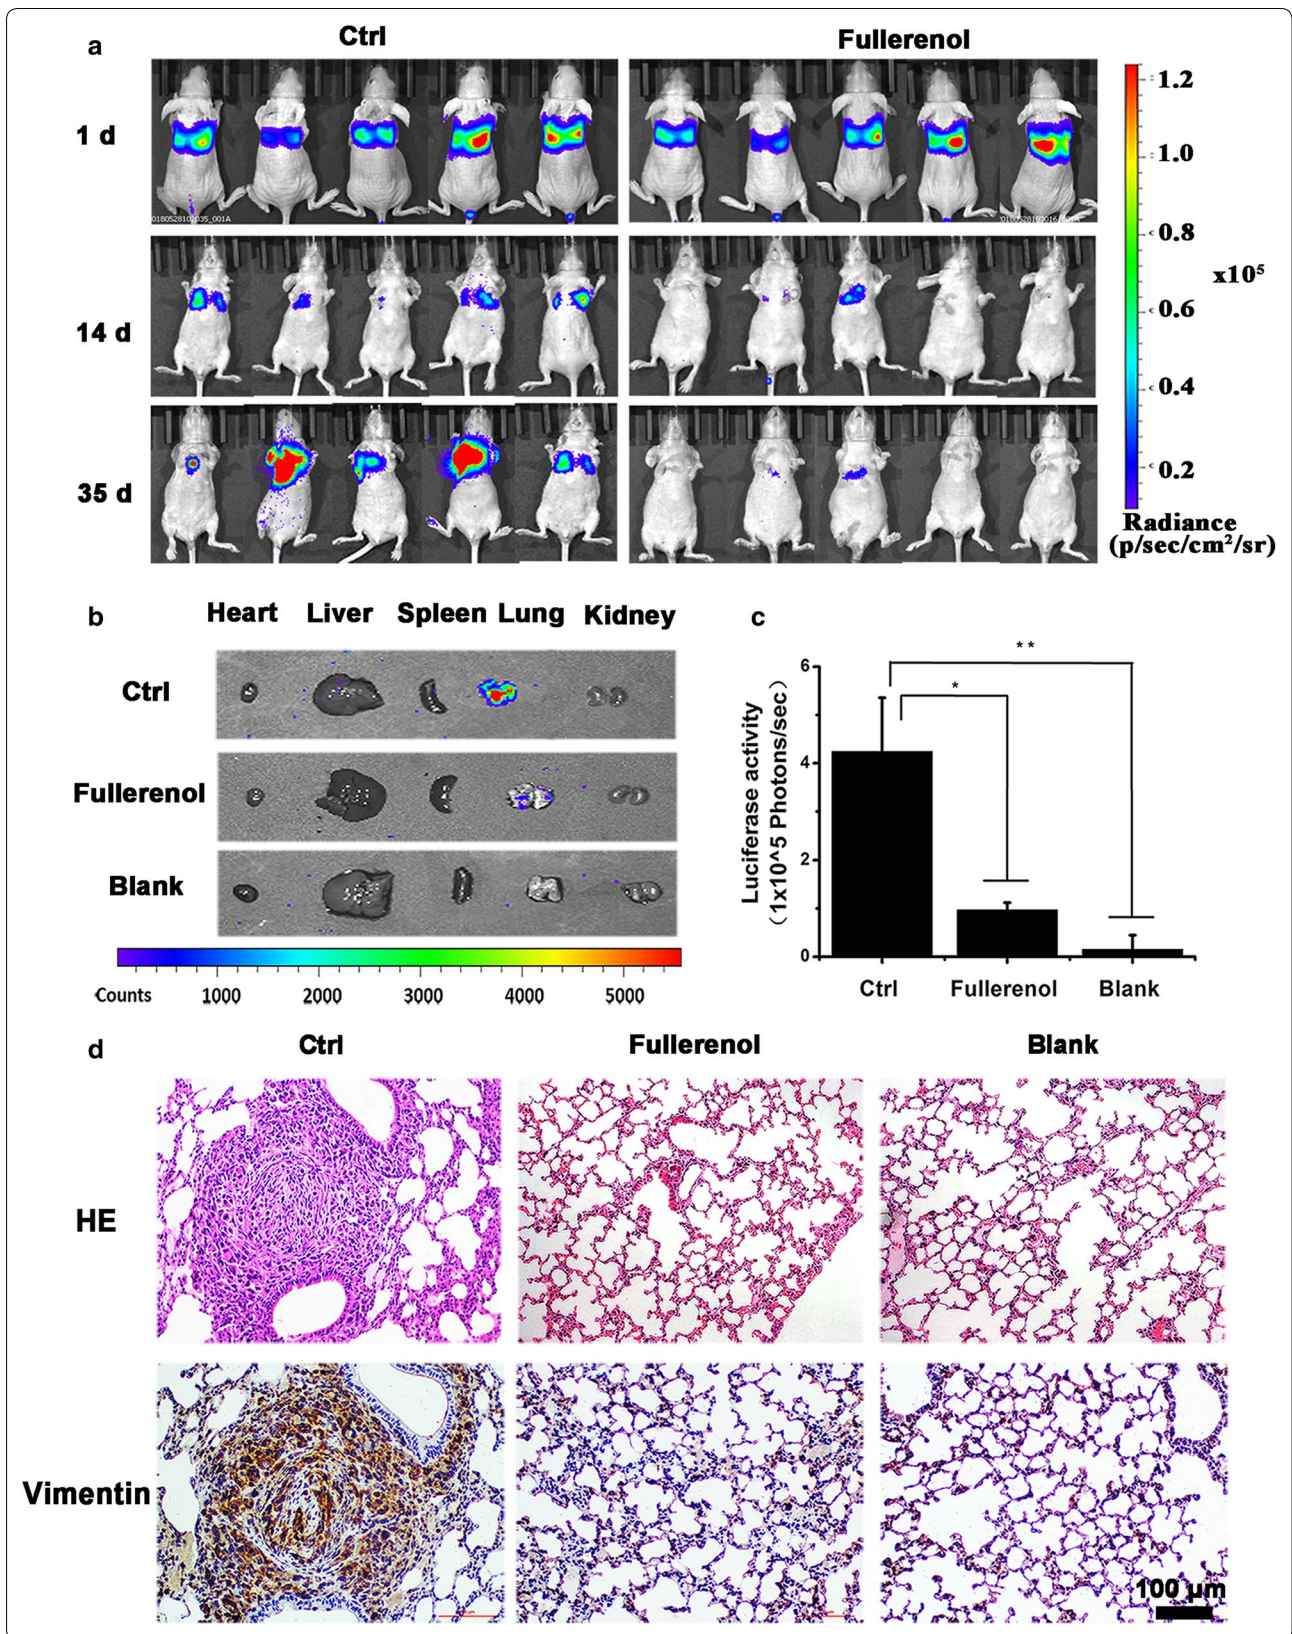 a
Ctrl
Fullerenol
1 d
14 d
35 d
1.2
1.0
0.8
0.6
0.4
0.2
x10⁵
Radiance
(p/sec/cm²/sr)
b
Heart Liver Spleen Lung Kidney
Ctrl
Fullerenol
Blank
Counts 1000 2000 3000 4000 5000
c
**
*
6
4
2
0
Luciferase activity
(1x10^5 Photons/sec)
Ctrl Fullerenol Blank
d
Ctrl Fullerenol Blank
HE
Vimentin
100 µm